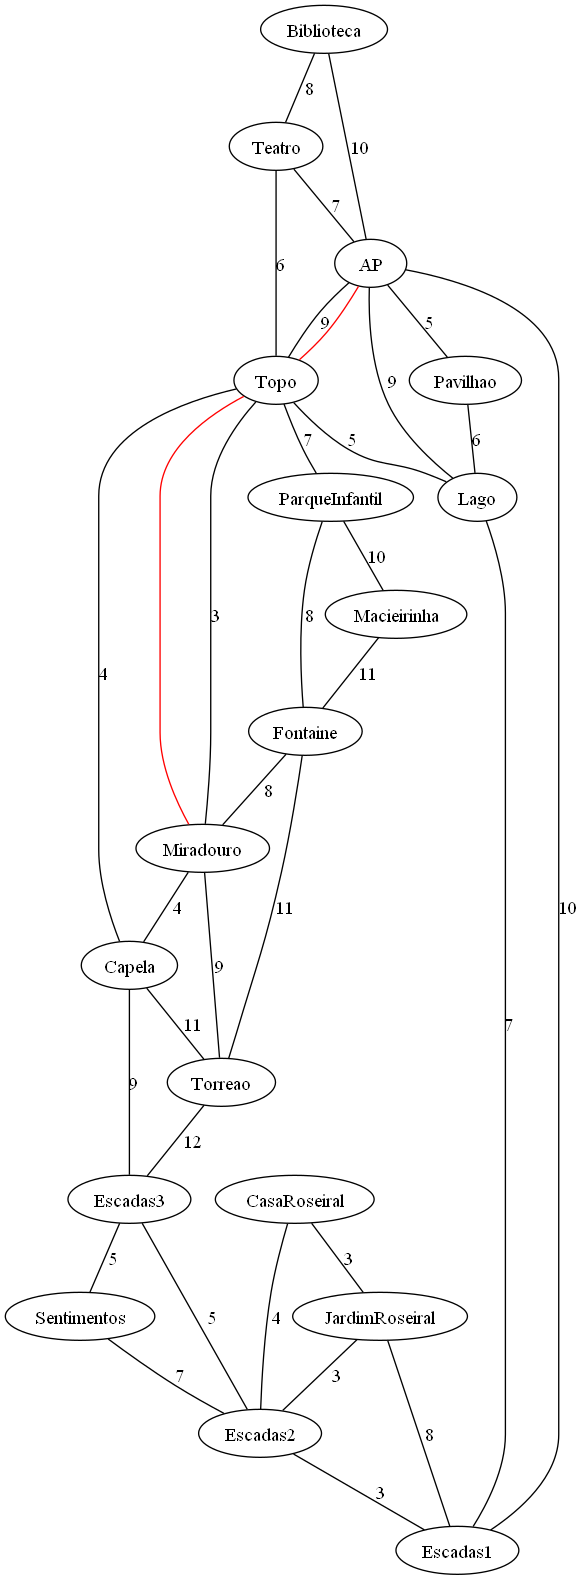 Biblioteca
8
Teatro
10
7
AP
6
9
5
Topo
9
Pavilhao
7
5
6
ParqueInfantil
Lago
10
3
8
Macieirinha
4
11
Fontaine
8
Miradouro
4
11
10
Capela
9
11
7
9
Torreao
12
Escadas3
CasaRoseiral
5
3
Sentimentos
5
4
JardimRoseiral
7
3
Escadas2
8
3
Escadas1